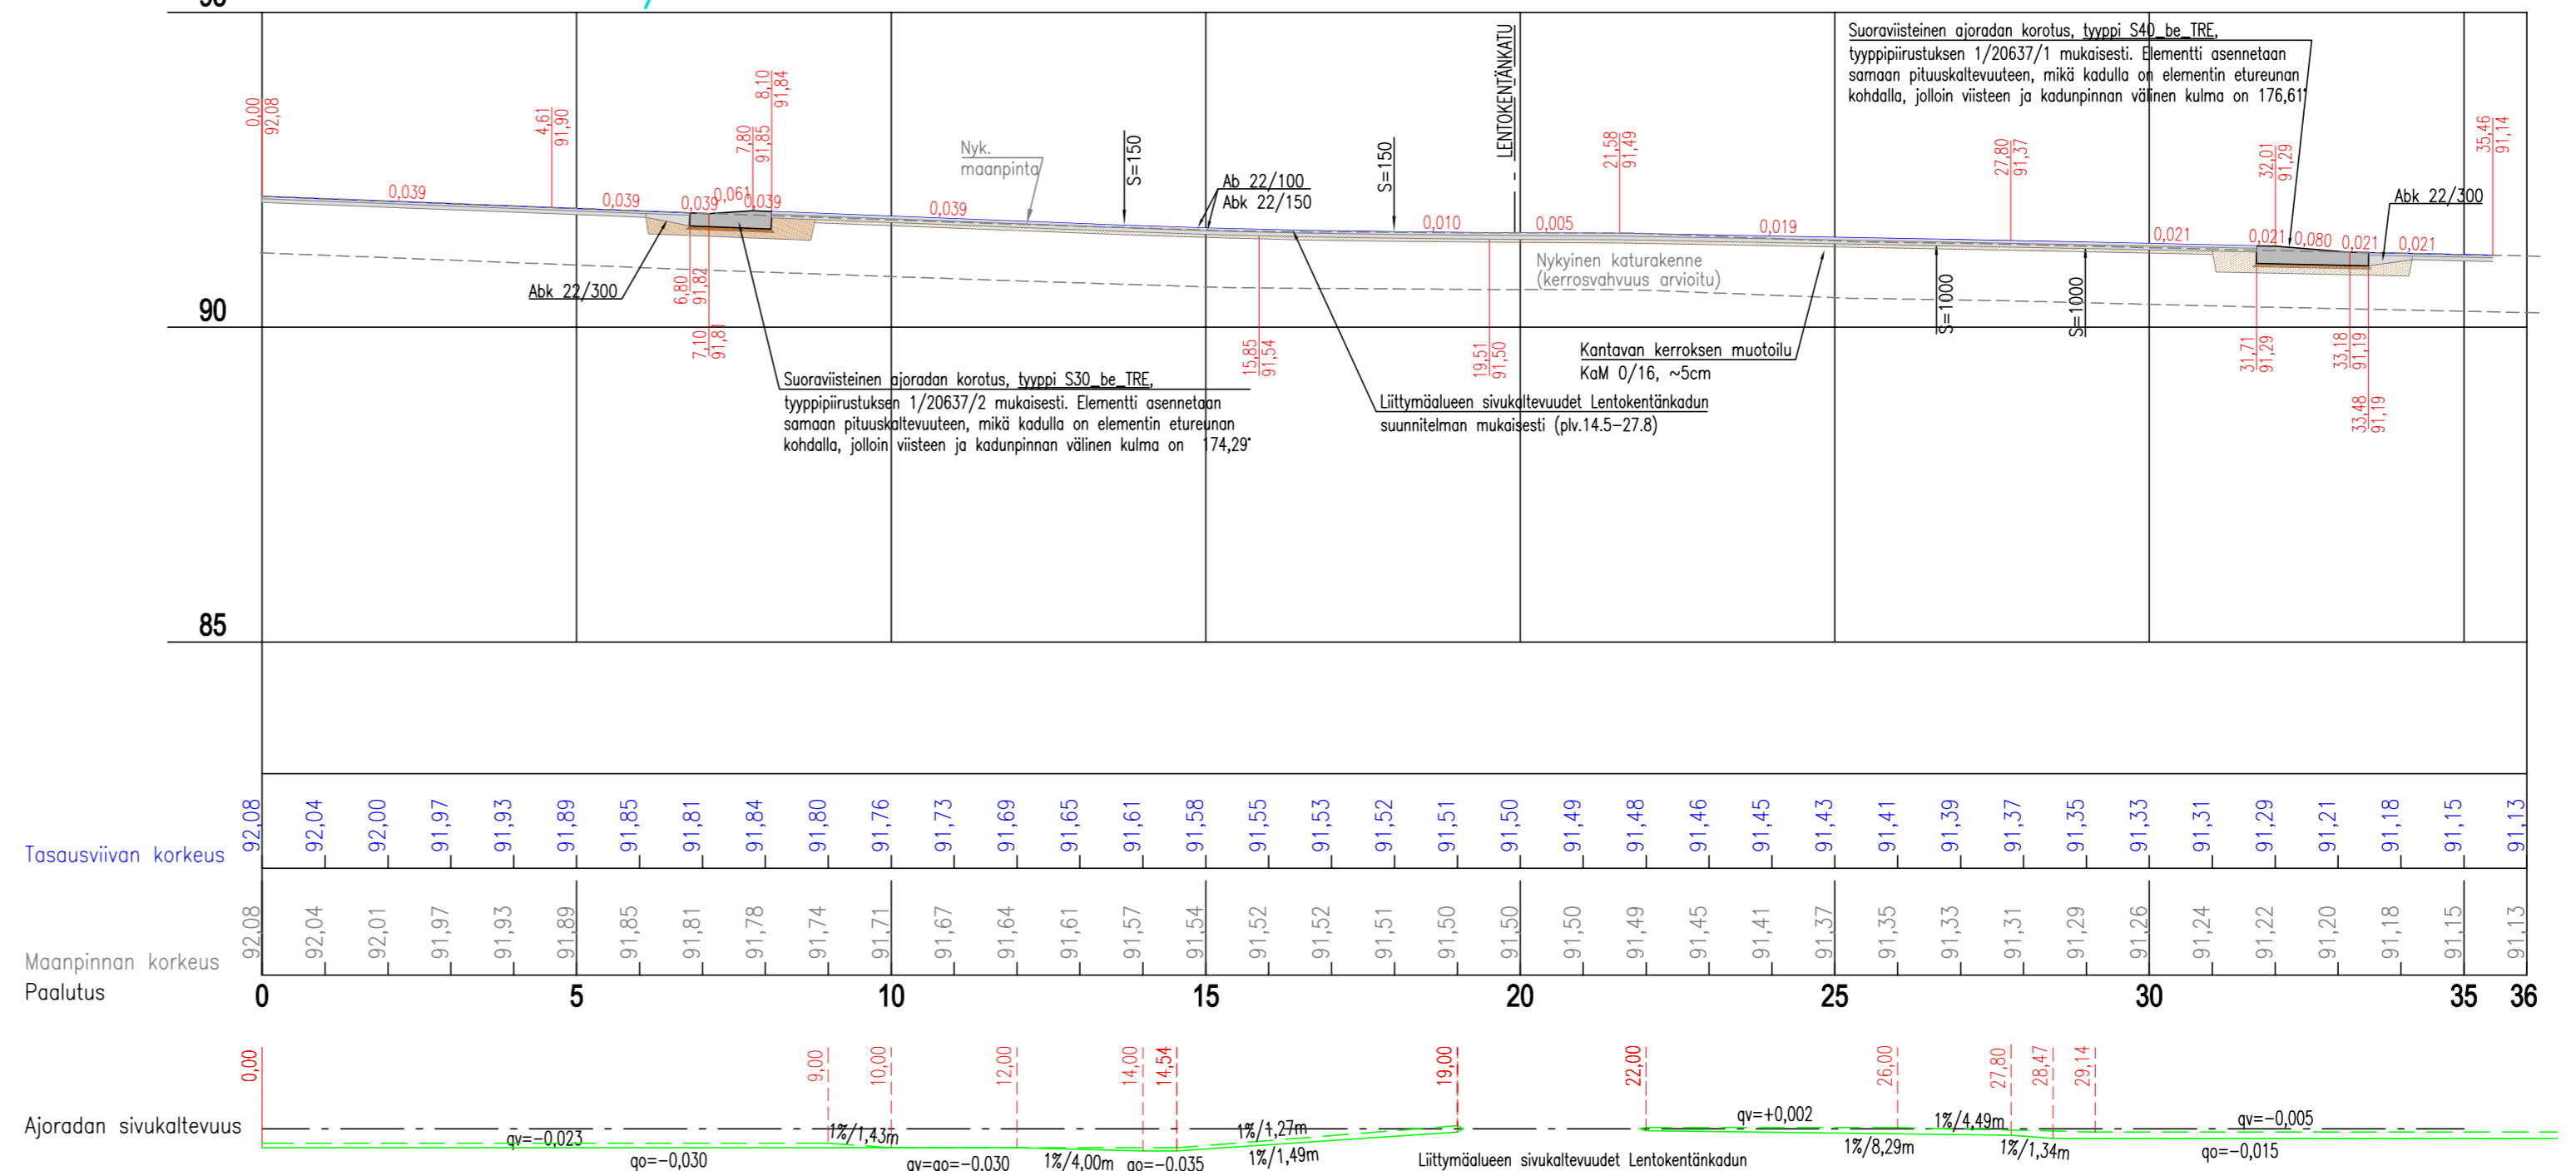 Suoraviisteinen ajoradan korotus, tyyppi S40_be_TRE,
tyyppipiirustuksen 1/20637/1 mukaisesti. Elementti asennetaan
samaan pituuskaltevuuteen, mikä kadulla on elementin etureunan
kohdalla, jolloin viisteen ja kadunpinnan välinen kulma on 176,61°
LENTOKENTÄNKATU
0,00
92,08
4,61
91,90
7,80
91,85
8,10
91,84
21,58
91,49
27,80
91,37
32,01
91,29
35,46
91,14
Nyk.
maanpinta
S=150
S=150
Ab 22/100
Abk 22/150
Abk 22/300
0,039
0,039
0,039
0,061
0,039
0,039
0,010
0,005
0,019
0,021
0,021
0,080
0,021
0,021
Nykyinen katurakenne
(kerrosvahvuus arvioitu)
Abk 22/300
6,80
91,82
7,10
91,81
15,85
91,54
19,51
91,50
S=1000
S=1000
31,71
91,29
33,18
91,19
33,48
91,19
90
Kantavan kerroksen muotoilu
KaM 0/16, ~5cm
Suoraviisteinen ajoradan korotus, tyyppi S30_be_TRE,
tyyppipiirustuksen 1/20637/2 mukaisesti. Elementti asennetaan
samaan pituuskaltevuuteen, mikä kadulla on elementin etureunan
kohdalla, jolloin viisteen ja kadunpinnan välinen kulma on 174,29°
Liittymäalueen sivukaltevuudet Lentokentänkadun
suunnitelman mukaisesti (plv.14.5-27.8)
85
Tasausviivan korkeus 92,08 92,04 92,00 91,97 91,93 91,89 91,85 91,81 91,84 91,80 91,76 91,73 91,69 91,65 91,61 91,58 91,55 91,53 91,52 91,51 91,50 91,49 91,48 91,46 91,45 91,43 91,41 91,39 91,37 91,35 91,33 91,31 91,29 91,21 91,18 91,15 91,13
Maanpinnan korkeus 92,08 92,04 92,01 91,97 91,93 91,89 91,85 91,81 91,78 91,74 91,71 91,67 91,64 91,61 91,57 91,54 91,52 91,52 91,51 91,50 91,50 91,50 91,49 91,45 91,41 91,37 91,35 91,33 91,31 91,29 91,26 91,24 91,22 91,20 91,18 91,15 91,13
Paalutus 0 5 10 15 20 25 30 35 36
0,00 9,00 10,00 12,00 14,00 14,54 19,00 22,00 26,00 27,80 28,47 29,14
Ajoradan sivukaltevuus
qv=-0,023 1%/1,43m 1%/1,27m qv=+0,002 1%/4,49m qv=-0,005
qo=-0,030 qv=qo=-0,030 1%/4,00m qo=-0,035 1%/1,49m 1%/8,29m 1%/1,34m qo=-0,015
Liittymäalueen sivukaltevuudet Lentokentänkadun